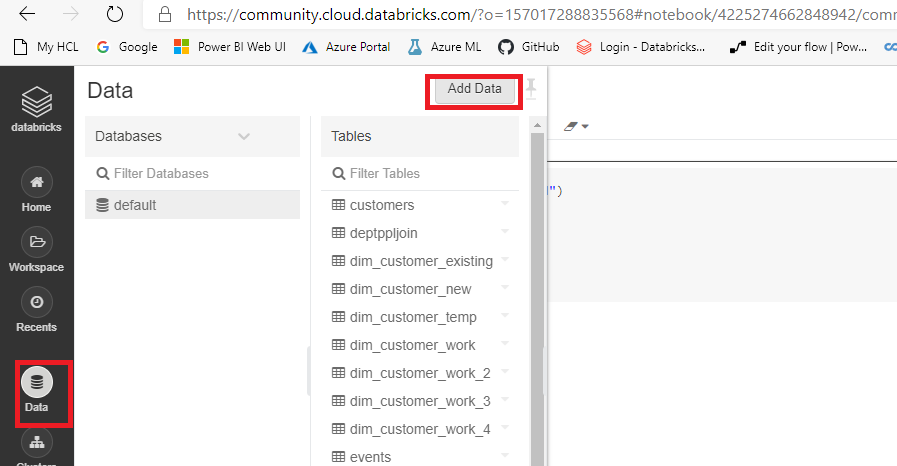 https://community.cloud.databricks.com/?o=157017288835568#notebook/4225274662848942/com
My HCL Google Power BI Web UI Azure Portal Azure ML GitHub Login - Databricks... Edit your flow | Pow...
databricks
Home
Workspace
Recents
Data
Data Add Data
Databases
Filter Databases
default
Tables
Filter Tables
customers
deptppljoin
dim_customer_existing
dim_customer_new
dim_customer_temp
dim_customer_work
dim_customer_work_2
dim_customer_work_3
dim_customer_work_4
events
")